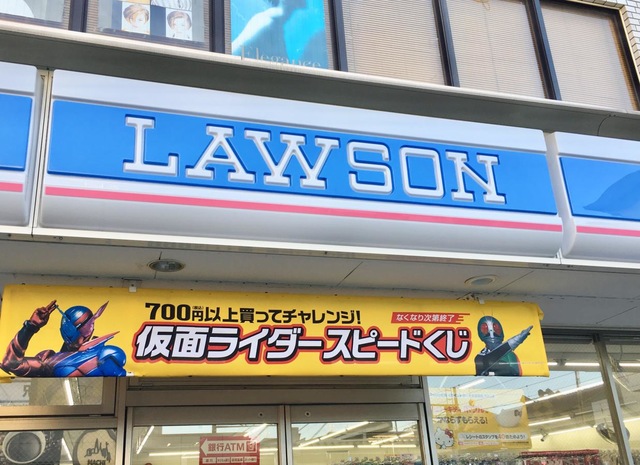 Elegance
LAWSON
700円(税込)以上買ってチャレンジ!
なくなり次第終了
仮面ライダースピードくじ
銀行ATM